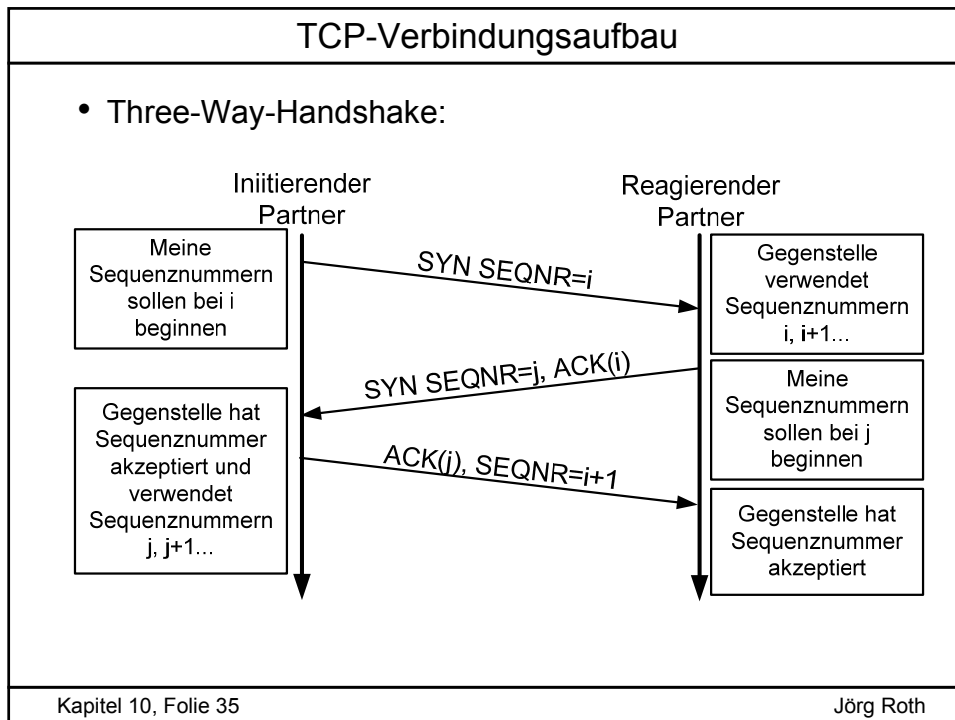 TCP-Verbindungsaufbau
• Three-Way-Handshake:
Iniitierender
Partner
Reagierender
Partner
Meine
Sequenznummern
sollen bei i
beginnen
SYN SEQNR=i
Gegenstelle
verwendet
Sequenznummern
i, i+1...
SYN SEQNR=j, ACK(i)
Meine
Sequenznummern
sollen bei j
beginnen
Gegenstelle hat
Sequenznummer
akzeptiert und
verwendet
Sequenznummern
j, j+1...
ACK(j), SEQNR=i+1
Gegenstelle hat
Sequenznummer
akzeptiert
Kapitel 10, Folie 35
Jörg Roth